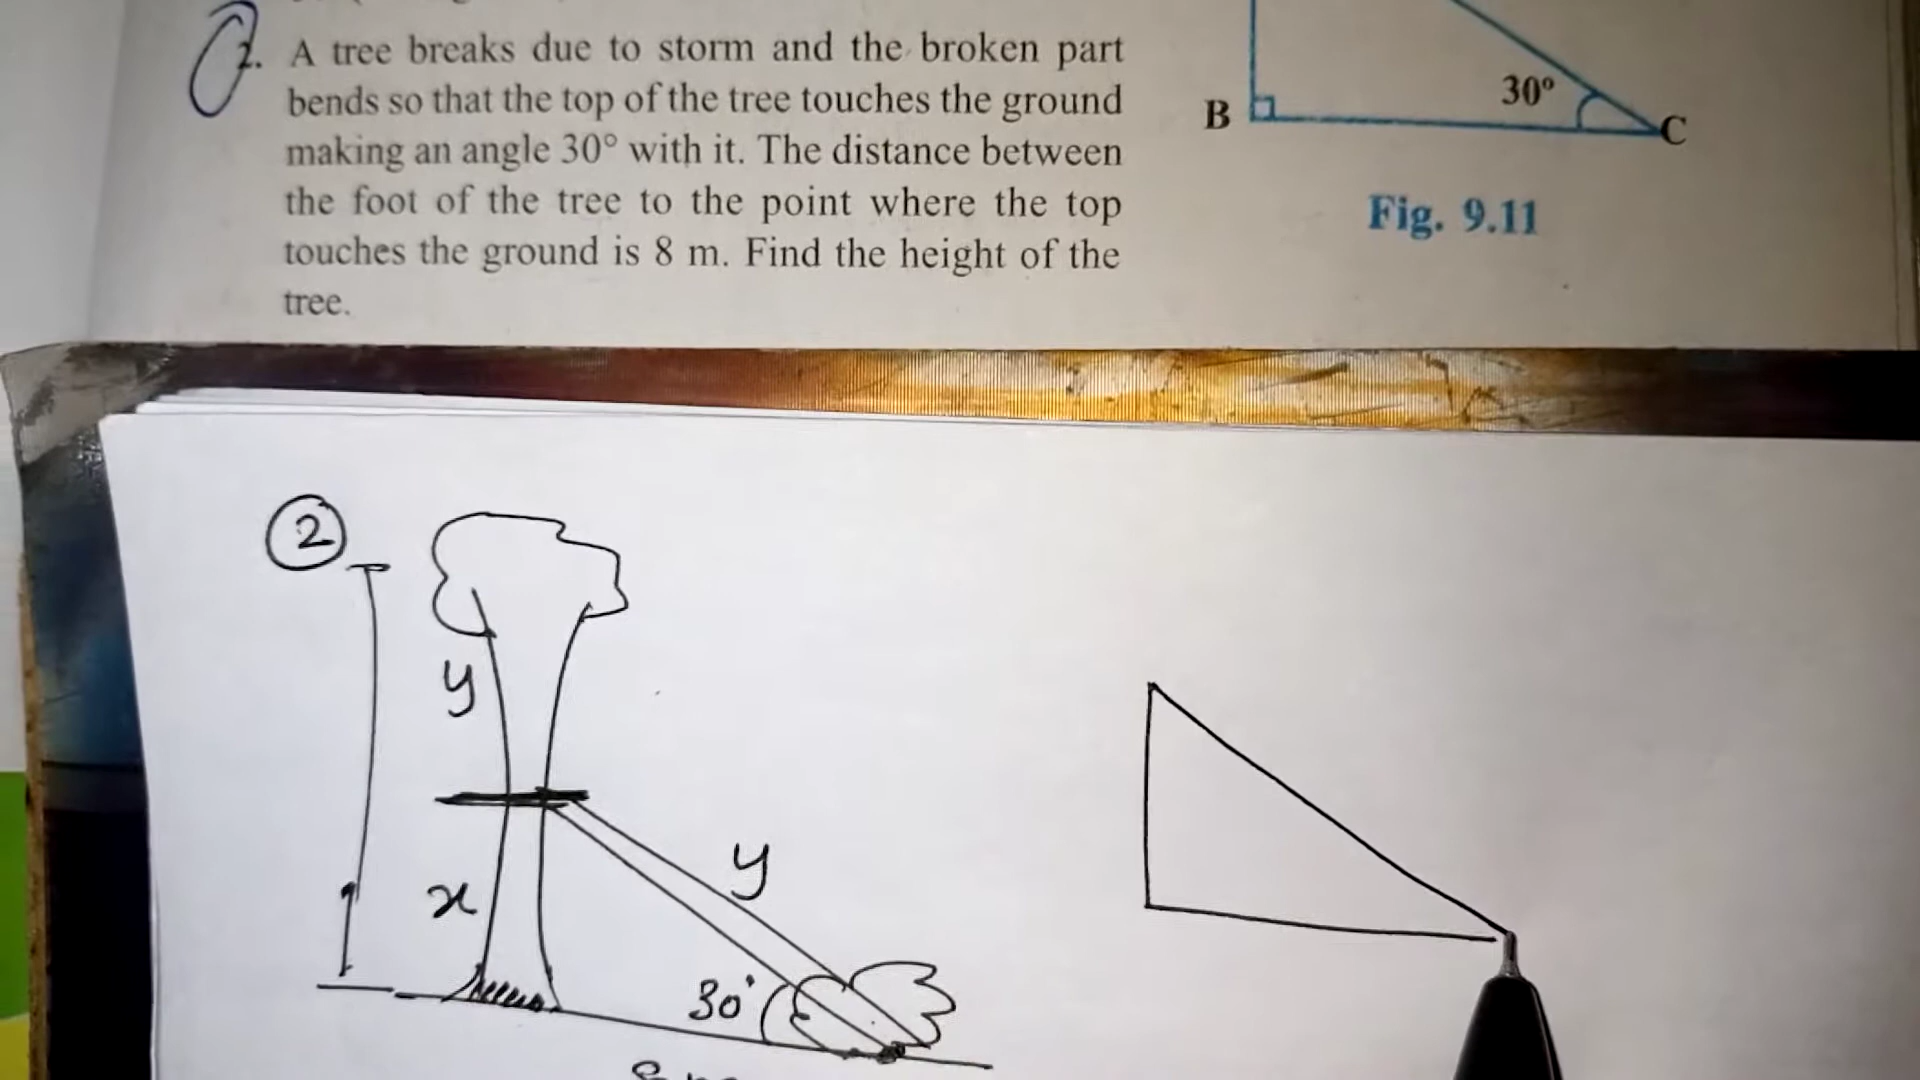 2. A tree breaks due to storm and the broken part
bends so that the top of the tree touches the ground
making an angle 30° with it. The distance between
the foot of the tree to the point where the top
touches the ground is 8 m. Find the height of the
tree.
B
30°
C
Fig. 9.11
2
y
y
x
30°